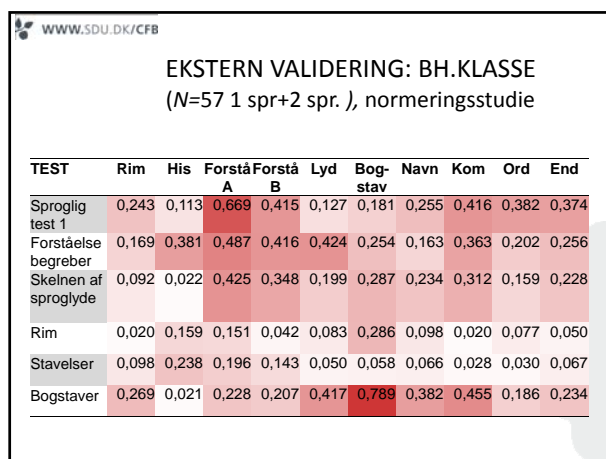 WWW.SDU.DK/CFB
EKSTERN VALIDERING: BH.KLASSE
(N=57 1 spr+2 spr. ), normeringsstudie
TEST Rim His Forstå A Forstå B Lyd Bog-stav Navn Kom Ord End
Sproglig test 1 0,243 0,113 0,669 0,415 0,127 0,181 0,255 0,416 0,382 0,374
Forståelse begreber 0,169 0,381 0,487 0,416 0,424 0,254 0,163 0,363 0,202 0,256
Skelnen af sproglyde 0,092 0,022 0,425 0,348 0,199 0,287 0,234 0,312 0,159 0,228
Rim 0,020 0,159 0,151 0,042 0,083 0,286 0,098 0,020 0,077 0,050
Stavelser 0,098 0,238 0,196 0,143 0,050 0,058 0,066 0,028 0,030 0,067
Bogstaver 0,269 0,021 0,228 0,207 0,417 0,789 0,382 0,455 0,186 0,234